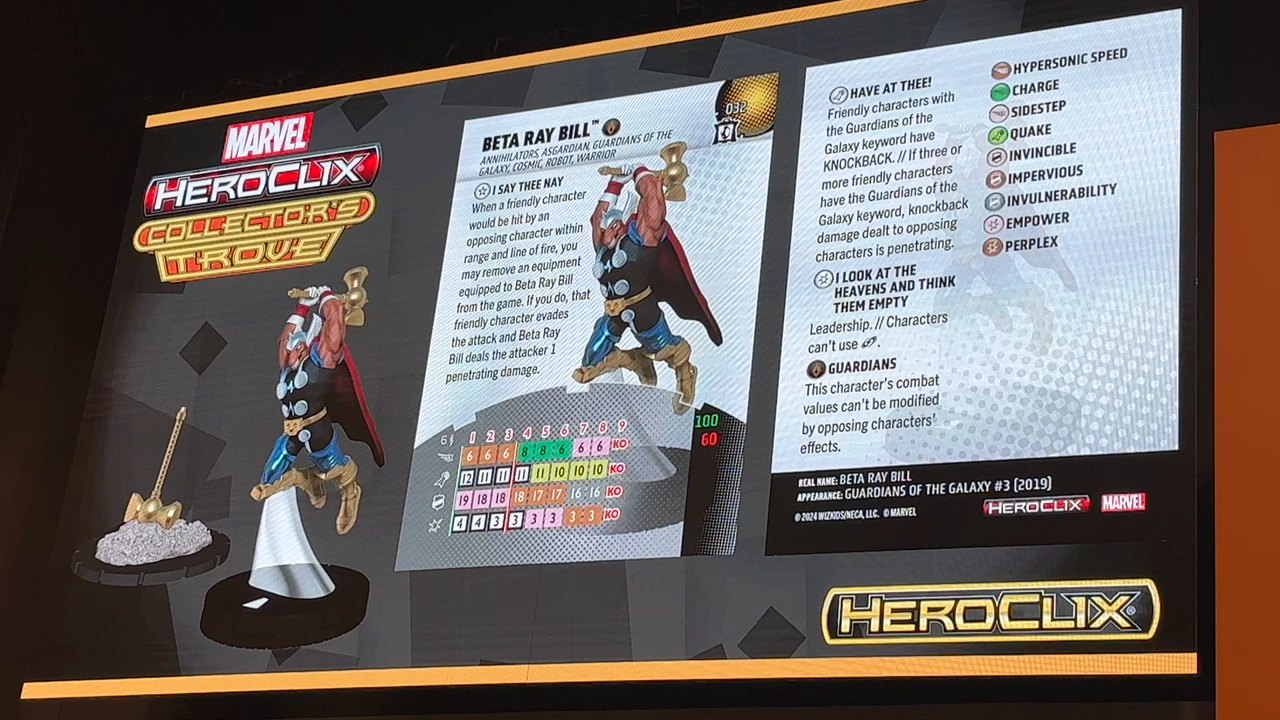 MARVEL
HEROCLIX
COLLECTOR'S
TROVE
032
BETA RAY BILL™
ANNIHILATORS, ASGARDIAN, GUARDIANS OF THE
GALAXY, COSMIC, ROBOT, WARRIOR
I SAY THEE NAY
When a friendly character
would be hit by an
opposing character within
range and line of fire, you
may remove an equipment
equipped to Beta Ray Bill
from the game. If you do, that
friendly character evades
the attack and Beta Ray
Bill deals the attacker 1
penetrating damage.
100
60
6 1 2 3 4 5 6 7 8 9
6 6 6 8 8 6 6 6 KO
12 11 11 11 11 10 10 10 KO
19 18 18 18 17 17 16 16 KO
4 4 3 3 3 3 3 3 KO
HAVE AT THEE!
Friendly characters with
the Guardians of the
Galaxy keyword have
KNOCKBACK. // If three or
more friendly characters
have the Guardians of the
Galaxy keyword, knockback
damage dealt to opposing
characters is penetrating.
I LOOK AT THE
HEAVENS AND THINK
THEM EMPTY
Leadership. // Characters
can't use
GUARDIANS
This character's combat
values can't be modified
by opposing characters'
effects.
HYPERSONIC SPEED
CHARGE
SIDESTEP
QUAKE
INVINCIBLE
IMPERVIOUS
INVULNERABILITY
EMPOWER
PERPLEX
REAL NAME: BETA RAY BILL
APPEARANCE: GUARDIANS OF THE GALAXY #3 (2019)
© 2024 WIZKIDS/NECA, LLC. © MARVEL
HEROCLIX MARVEL
HEROCLIX®